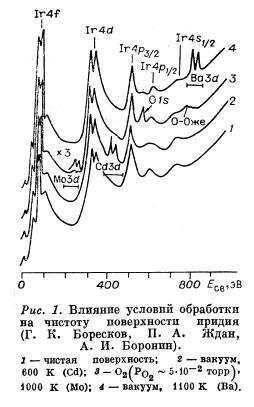 Ir4f
Ir4d
Ir4p3/2
Ir4p1/2
Ir4s1/2
4
Ba3d
3
O1s
×3
2
Mo3d
Cd3d
O-Оже
1
0 200 400 600 800 Eсв,эВ
Рис. 1. Влияние условий обработки
на чистоту поверхности иридия
(Г. К. Боресков, П. А. Ждан,
А. И. Боронин).
1 — чистая поверхность; 2 — вакуум,
600 К (Cd); 3 — O2(PO2 ~ 5·10-2 торр),
1000 К (Mo); 4 — вакуум, 1100 К (Ba).